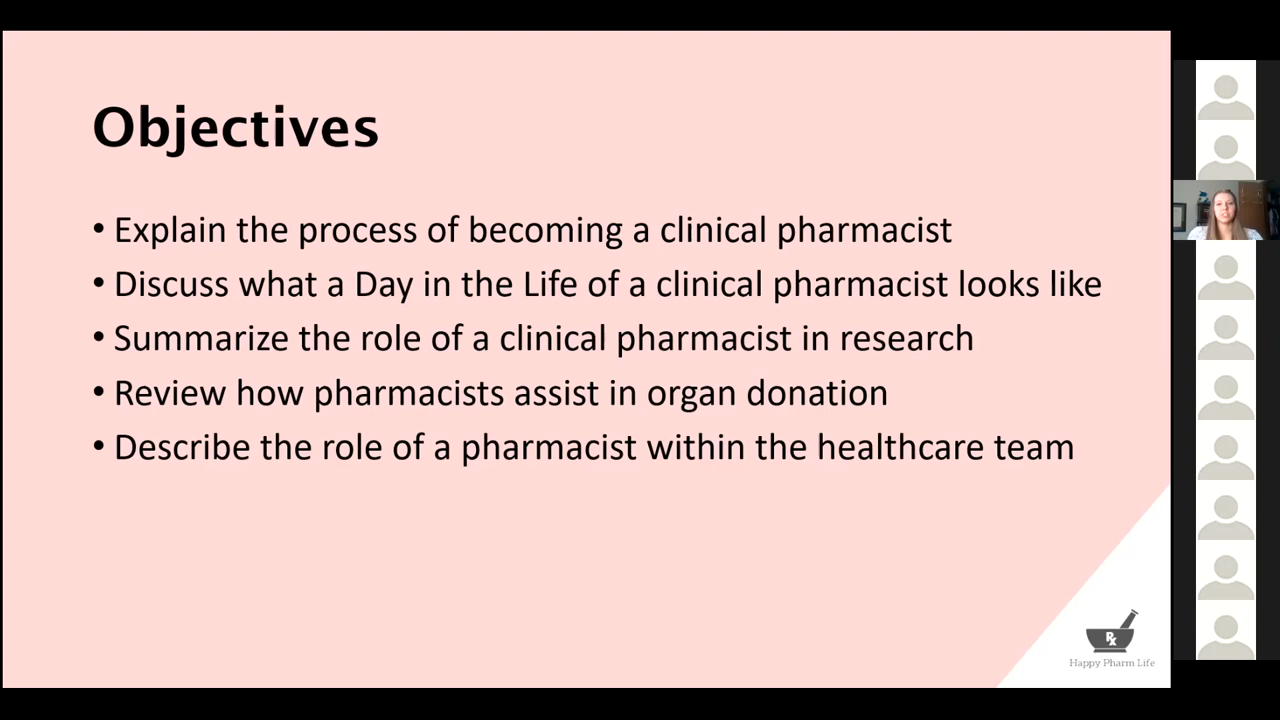 Objectives
• Explain the process of becoming a clinical pharmacist
• Discuss what a Day in the Life of a clinical pharmacist looks like
• Summarize the role of a clinical pharmacist in research
• Review how pharmacists assist in organ donation
• Describe the role of a pharmacist within the healthcare team
Rx
Happy Pharm Life